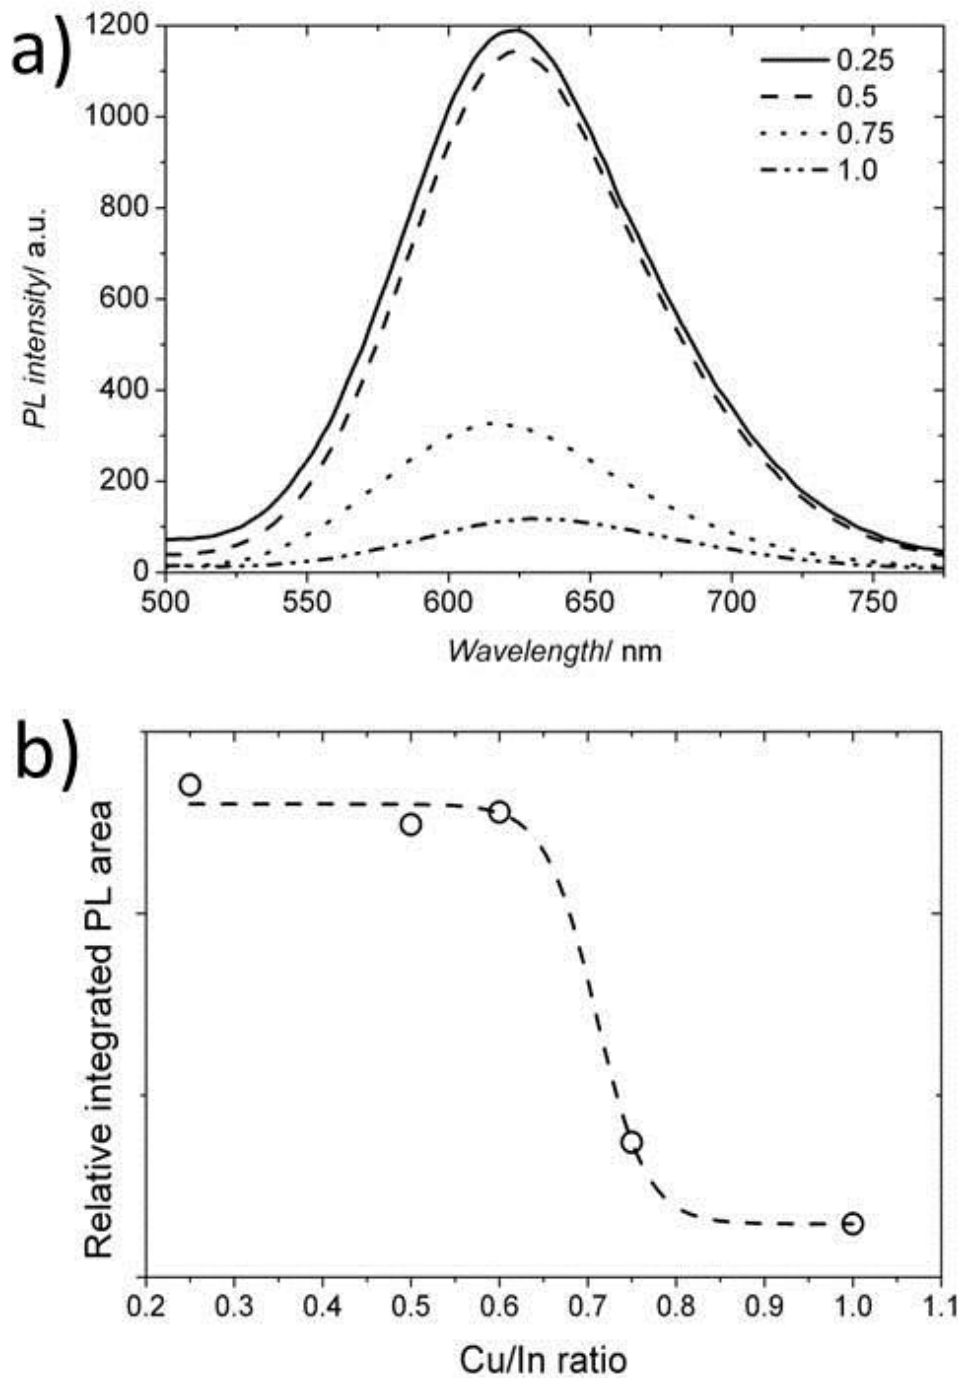 a)
1200
1000
800
600
400
200
0
PL intensity/ a.u.
0.25
0.5
0.75
1.0
500 550 600 650 700 750
Wavelength/ nm
b)
Relative integrated PL area
0.2 0.3 0.4 0.5 0.6 0.7 0.8 0.9 1.0 1.1
Cu/In ratio